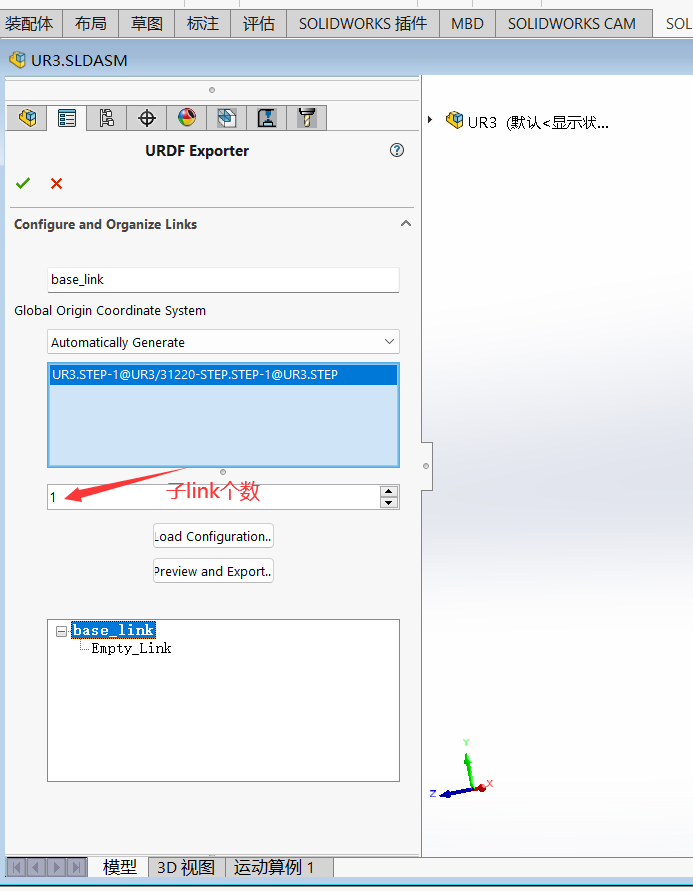 装配体 布局 草图 标注 评估 SOLIDWORKS 插件 MBD SOLIDWORKS CAM SOL
UR3.SLDASM
UR3 (默认<显示状...
URDF Exporter
Configure and Organize Links
base_link
Global Origin Coordinate System
Automatically Generate
UR3.STEP-1@UR3/31220-STEP.STEP-1@UR3.STEP
1
子link个数
Load Configuration..
Preview and Export..
base_link
Empty_Link
Y
X
Z
模型 3D 视图 运动算例 1